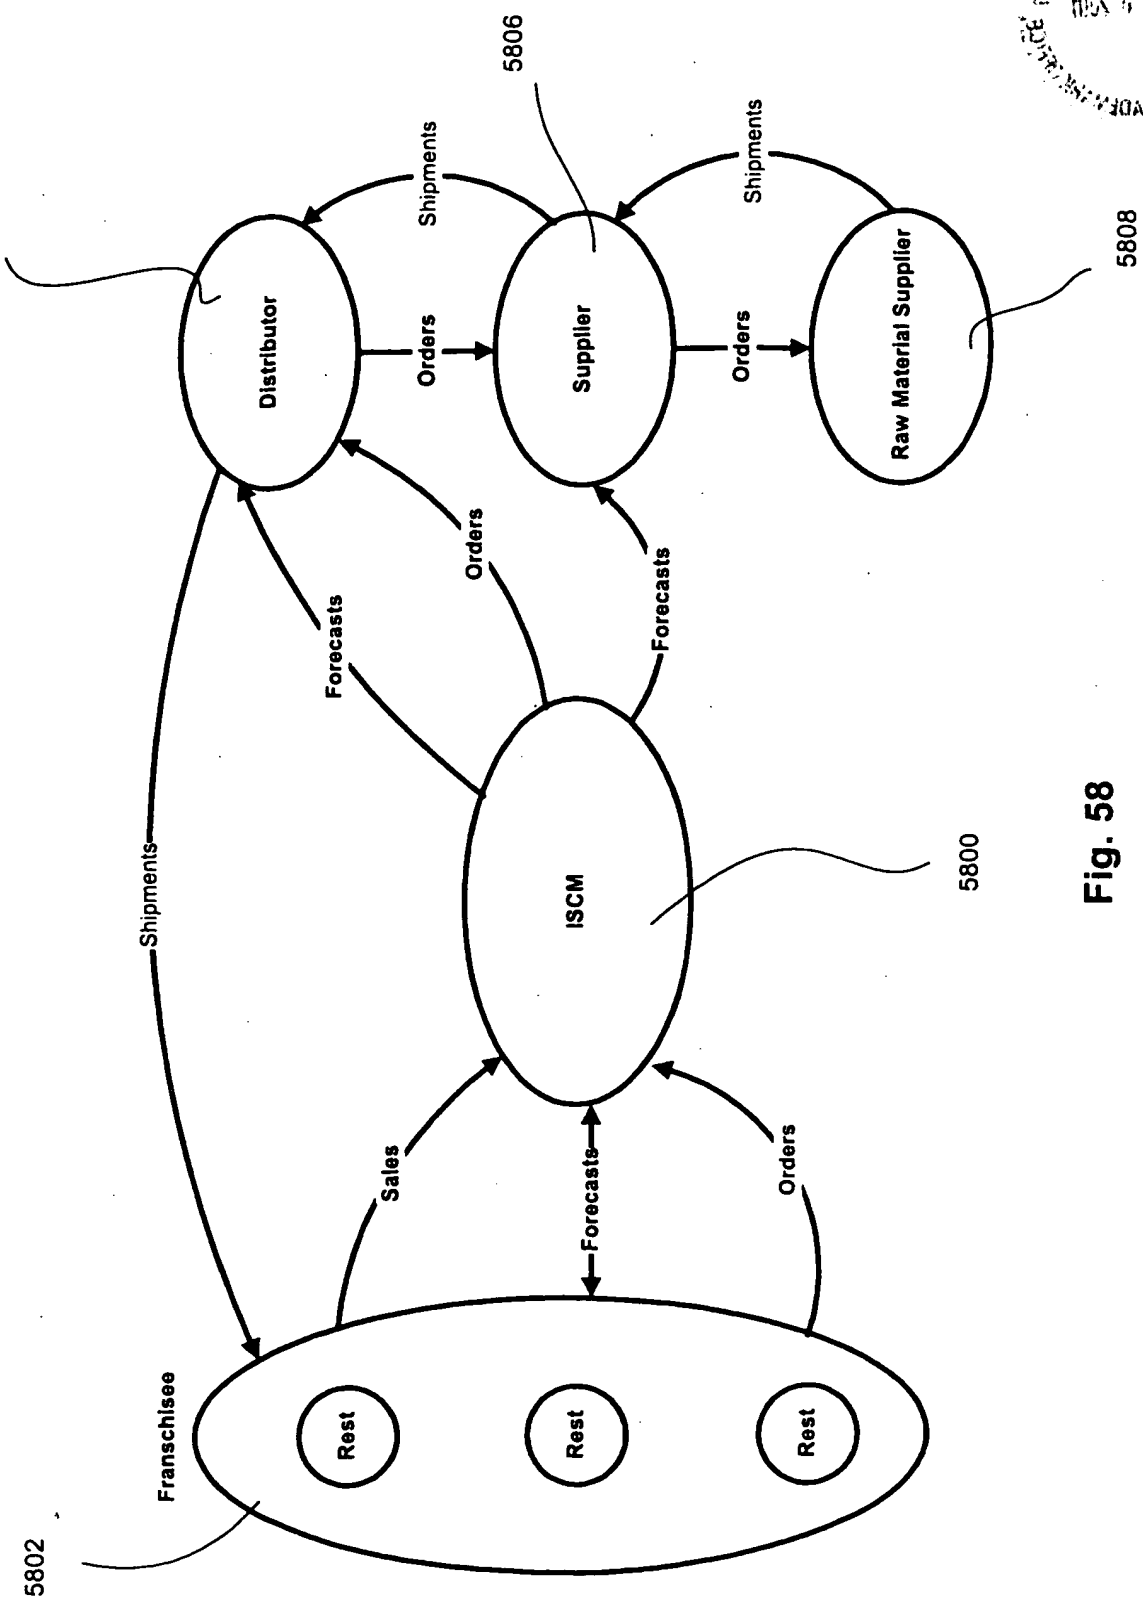 5802
Franschisee
Rest
Rest
Rest
Shipments
Sales
Forecasts
Orders
ISCM
5800
Forecasts
Orders
Forecasts
Distributor
Orders
Shipments
5806
Supplier
Orders
Shipments
Raw Material Supplier
5808
Fig. 58